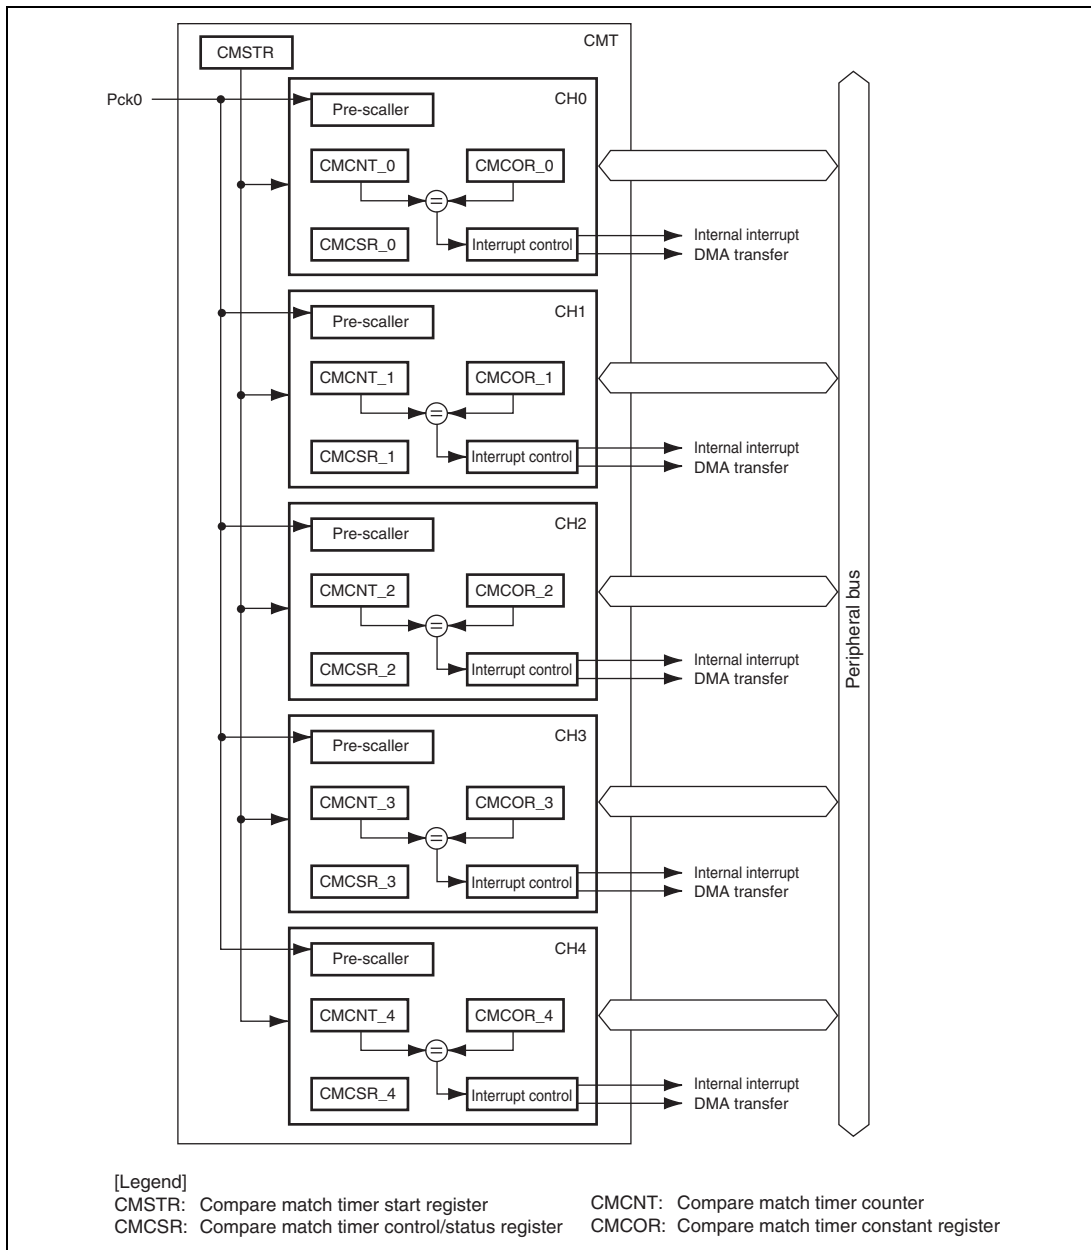 CMSTR
CMT
Pck0
CH0
Pre-scaller
CMCNT_0
CMCOR_0
=
CMCSR_0
Interrupt control
Internal interrupt
DMA transfer
CH1
Pre-scaller
CMCNT_1
CMCOR_1
=
CMCSR_1
Interrupt control
Internal interrupt
DMA transfer
CH2
Pre-scaller
CMCNT_2
CMCOR_2
=
CMCSR_2
Interrupt control
Internal interrupt
DMA transfer
CH3
Pre-scaller
CMCNT_3
CMCOR_3
=
CMCSR_3
Interrupt control
Internal interrupt
DMA transfer
CH4
Pre-scaller
CMCNT_4
CMCOR_4
=
CMCSR_4
Interrupt control
Internal interrupt
DMA transfer
Peripheral bus
[Legend]
CMSTR: Compare match timer start register
CMCSR: Compare match timer control/status register
CMCNT: Compare match timer counter
CMCOR: Compare match timer constant register